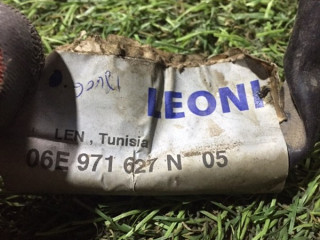 LEONI
LEN , Tunisia
06E 971 627 N 05